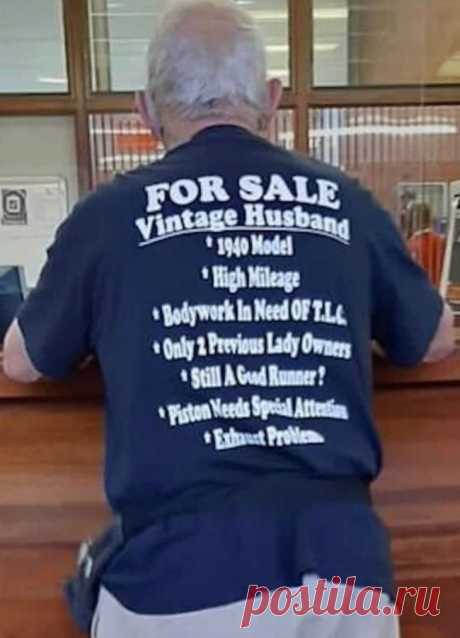 FOR SALE
Vintage Husband
* 1940 Model
* High Mileage
* Bodywork In Need OF T.L.C.
* Only 2 Previous Lady Owners
* Still A Good Runner ?
* Piston Needs Special Attention
* Exhaust Problems
postila.ru